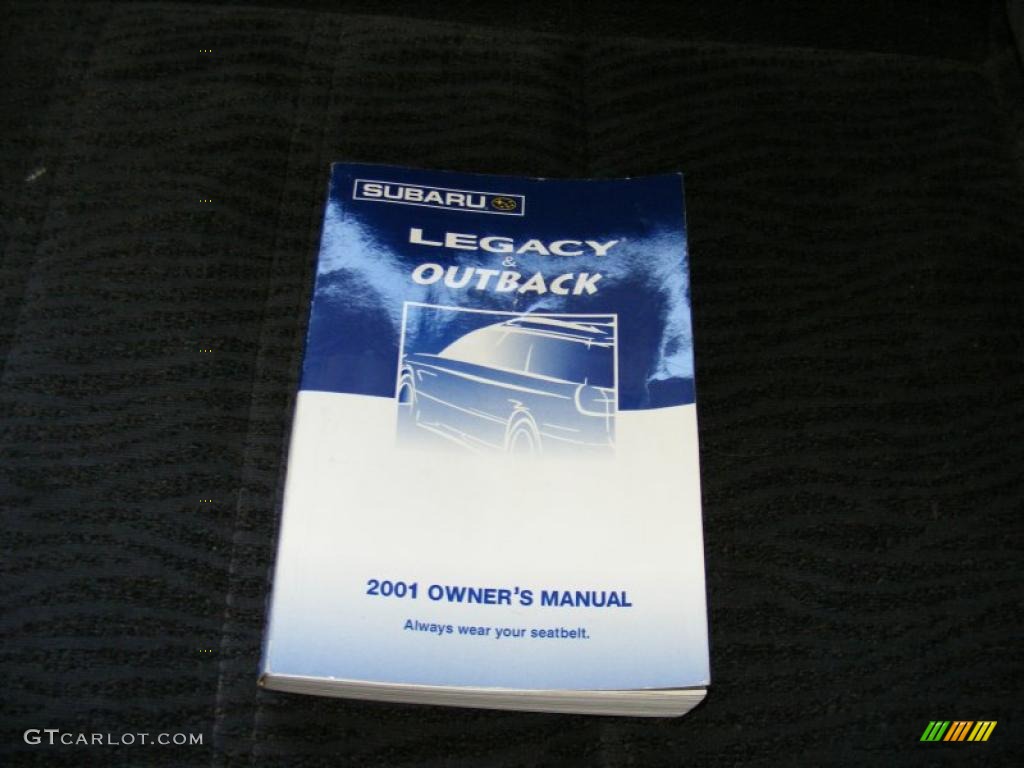 SUBARU
LEGACY
&
OUTBACK
2001 OWNER'S MANUAL
Always wear your seatbelt.
GTCARLOT.COM